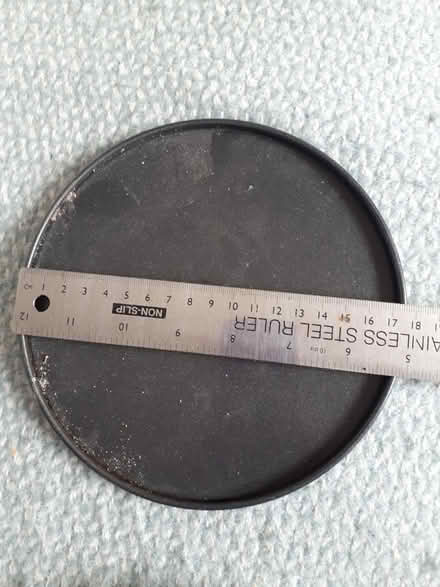 CM 1 2 3 4 5 6 7 8 9 10 11 12 13 14 15 16 17 18
NON-SLIP
AINLESS STEEL RULER
12 11 10 9 8 7 6 5